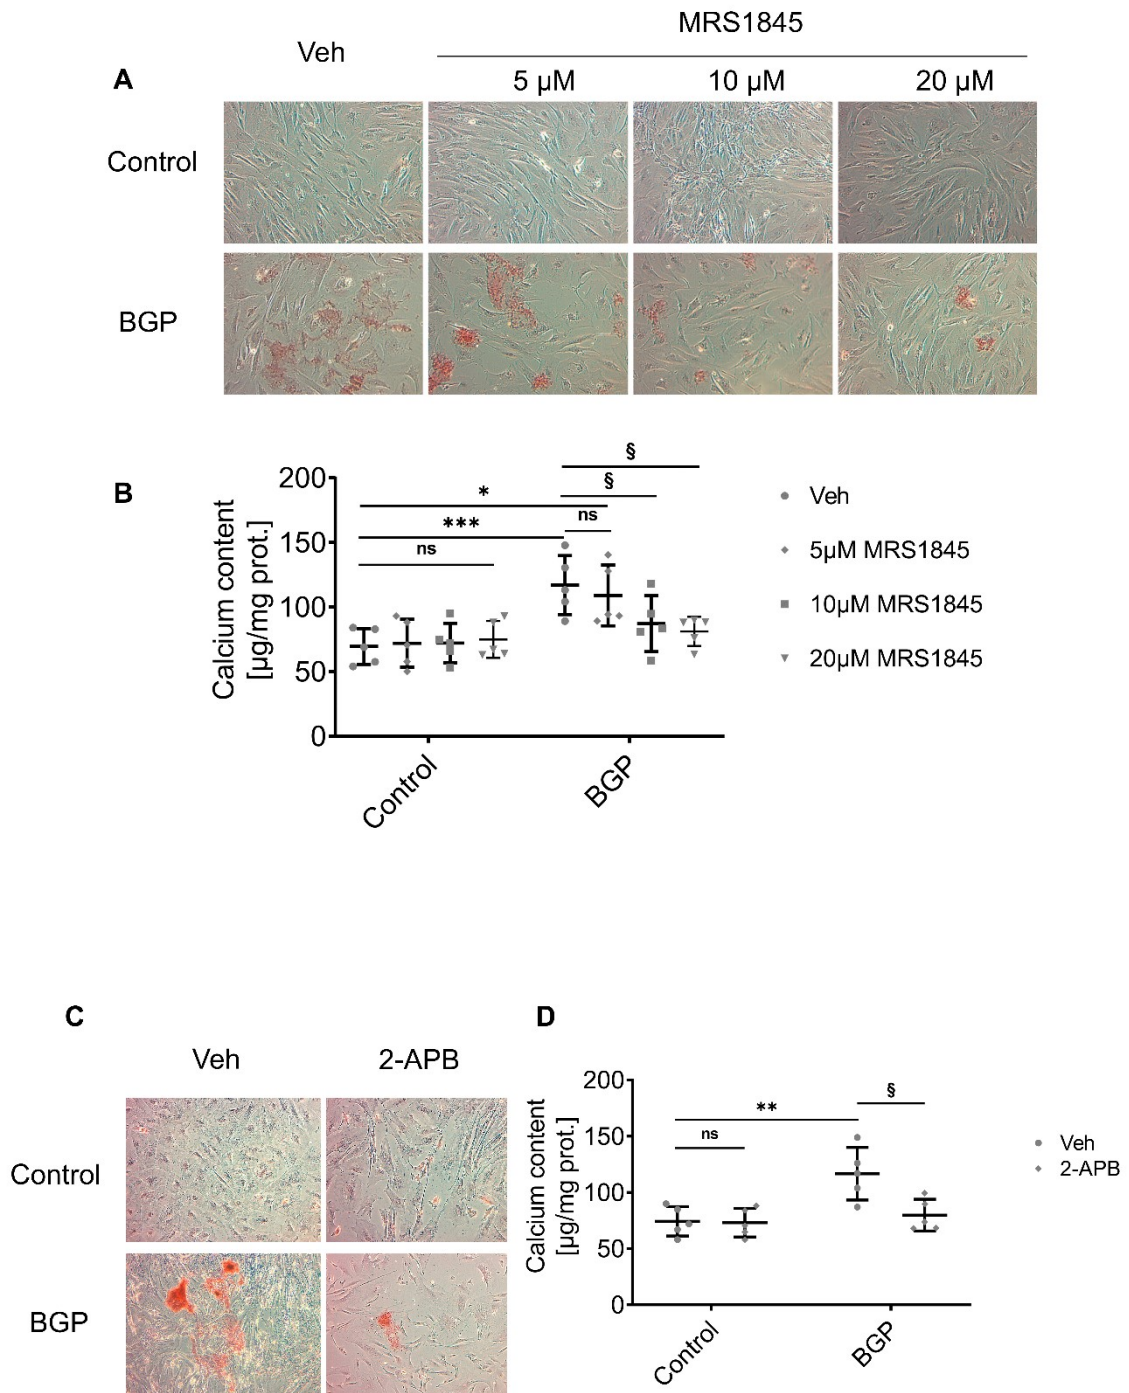 MRS1845
Veh
A
5 µM
10 µM
20 µM
Control
BGP
B
Calcium content
[µg/mg prot.]
200
150
100
50
0
ns
***
*
ns
§
§
Control
BGP
Veh
5µM MRS1845
10µM MRS1845
20µM MRS1845
C
Veh
2-APB
Control
BGP
D
Calcium content
[µg/mg prot.]
200
150
100
50
0
ns
**
§
Control
BGP
Veh
2-APB